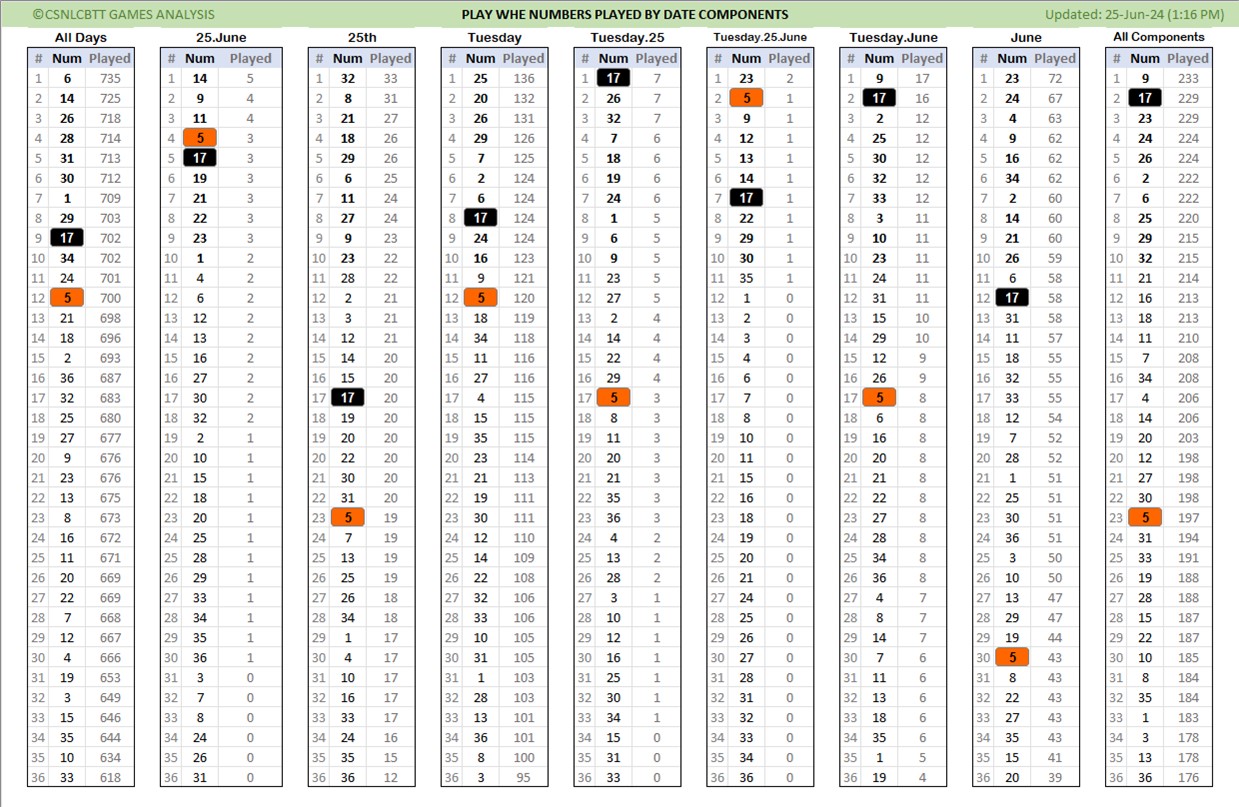 ©CSNLCBTT GAMES ANALYSIS PLAY WHE NUMBERS PLAYED BY DATE COMPONENTS Updated: 25-Jun-24 (1:16 PM)
All Days 25.June 25th Tuesday Tuesday.25 Tuesday.25.June Tuesday.June June All Components
# Num Played # Num Played # Num Played # Num Played # Num Played # Num Played # Num Played # Num Played # Num Played
1 6 735 1 14 5 1 32 33 1 25 136 1 17 7 1 23 2 1 9 17 1 23 72 1 9 233
2 14 725 2 9 4 2 8 31 2 20 132 2 26 7 2 5 1 2 17 16 2 24 67 2 17 229
3 26 718 3 11 4 3 21 27 3 26 131 3 32 7 3 9 1 3 2 12 3 4 63 3 23 229
4 28 714 4 5 3 4 18 26 4 29 126 4 7 6 4 12 1 4 25 12 4 9 62 4 24 224
5 31 713 5 17 3 5 29 26 5 7 125 5 18 6 5 13 1 5 30 12 5 16 62 5 26 224
6 30 712 6 19 3 6 6 25 6 2 124 6 19 6 6 14 1 6 32 12 6 34 62 6 2 222
7 1 709 7 21 3 7 11 24 7 6 124 7 24 6 7 17 1 7 33 12 7 2 60 7 6 222
8 29 703 8 22 3 8 27 24 8 17 124 8 1 5 8 22 1 8 3 11 8 14 60 8 25 220
9 17 702 9 23 3 9 9 23 9 24 124 9 6 5 9 29 1 9 10 11 9 21 60 9 29 215
10 34 702 10 1 2 10 23 22 10 16 123 10 9 5 10 30 1 10 23 11 10 26 59 10 32 215
11 24 701 11 4 2 11 28 22 11 9 121 11 23 5 11 35 1 11 24 11 11 6 58 11 21 214
12 5 700 12 6 2 12 2 21 12 5 120 12 27 5 12 1 0 12 31 11 12 17 58 12 16 213
13 21 698 13 12 2 13 3 21 13 18 119 13 2 4 13 2 0 13 15 10 13 31 58 13 18 213
14 18 696 14 13 2 14 12 21 14 34 118 14 14 4 14 3 0 14 29 10 14 11 57 14 11 210
15 2 693 15 16 2 15 14 20 15 11 116 15 22 4 15 4 0 15 12 9 15 18 55 15 7 208
16 36 687 16 27 2 16 15 20 16 27 116 16 29 4 16 6 0 16 26 9 16 32 55 16 34 208
17 32 683 17 30 2 17 17 20 17 4 115 17 5 3 17 7 0 17 5 8 17 33 55 17 4 206
18 25 680 18 32 2 18 19 20 18 15 115 18 8 3 18 8 0 18 6 8 18 12 54 18 14 206
19 27 677 19 2 1 19 20 20 19 35 115 19 11 3 19 10 0 19 16 8 19 7 52 19 20 203
20 9 676 20 10 1 20 22 20 20 23 114 20 20 3 20 11 0 20 20 8 20 28 52 20 12 198
21 23 676 21 15 1 21 30 20 21 21 113 21 21 3 21 15 0 21 21 8 21 1 51 21 27 198
22 13 675 22 18 1 22 31 20 22 19 111 22 35 3 22 16 0 22 22 8 22 25 51 22 30 198
23 8 673 23 20 1 23 5 19 23 30 111 23 36 3 23 18 0 23 27 8 23 30 51 23 5 197
24 16 672 24 25 1 24 7 19 24 12 110 24 4 2 24 19 0 24 28 8 24 36 51 24 31 194
25 11 671 25 28 1 25 13 19 25 14 109 25 13 2 25 20 0 25 34 8 25 3 50 25 33 191
26 20 669 26 29 1 26 25 19 26 22 108 26 28 2 26 21 0 26 36 8 26 10 50 26 19 188
27 22 669 27 33 1 27 26 18 27 32 106 27 3 1 27 24 0 27 4 7 27 13 47 27 3 188
28 7 668 28 34 1 28 34 18 28 33 106 28 10 1 28 25 0 28 8 7 28 29 47 28 15 187
29 12 667 29 35 1 29 1 17 29 10 105 29 12 1 29 26 0 29 14 7 29 19 44 29 22 187
30 4 666 30 36 1 30 4 17 30 31 105 30 16 1 30 27 0 30 7 6 30 5 43 30 10 185
31 19 653 31 3 0 31 10 17 31 1 103 31 25 1 31 28 0 31 11 6 31 8 43 31 8 184
32 3 649 32 7 0 32 16 17 32 28 103 32 30 1 32 31 0 32 13 6 32 22 43 32 35 184
33 15 646 33 8 0 33 33 17 33 13 101 33 34 1 33 32 0 33 18 6 33 27 43 33 1 183
34 35 644 34 24 0 34 24 16 34 36 101 34 15 0 34 33 0 34 35 6 34 35 43 34 3 178
35 10 634 35 26 0 35 35 15 35 8 100 35 31 0 35 34 0 35 1 5 35 15 41 35 13 178
36 33 618 36 31 0 36 36 12 36 3 95 36 33 0 36 36 0 36 19 4 36 20 39 36 36 176